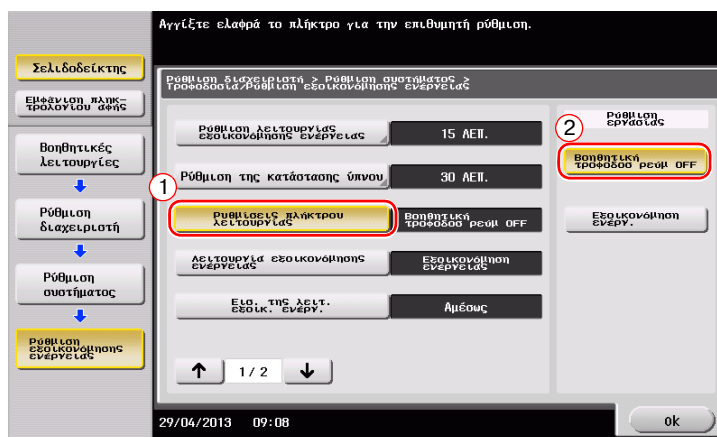 Αγγίξτε ελαφρά το πλήκτρο για την επιθυμητή ρύθμιση.
Σελιδοδείκτης
Εμφάνιση πληκ-
τρολογίου αφής
Βοηθητικές
λειτουργίες
Ρύθμιση
διαχειριστή
Ρύθμιση
συστήματος
Ρύθμιση
εξοικονόμησης
ενέργειας
Ρύθμιση διαχειριστή > Ρύθμιση συστήματος >
Τροφοδοσία/Ρύθμιση εξοικονόμησης ενέργειας
Ρύθμιση λειτουργίας
εξοικονόμησης ενέργειας
15 ΛΕΠ.
Ρύθμιση της κατάστασης ύπνου
30 ΛΕΠ.
1
Ρυθμίσεις πλήκτρου
λειτουργίας
Βοηθητική
τροφοδοσ ρεύμ OFF
Λειτουργία εξοικονόμησης
ενέργειας
Εξοικονόμηση
ενέργειας
Εισ. της λειτ.
εξοικ. ενέργ.
Αμέσως
1/ 2
2
Ρύθμιση
εργασίας
Βοηθητική
τροφοδοσ ρεύμ OFF
Εξοικονόμηση
ενέργ.
29/04/2013 09:08
ok